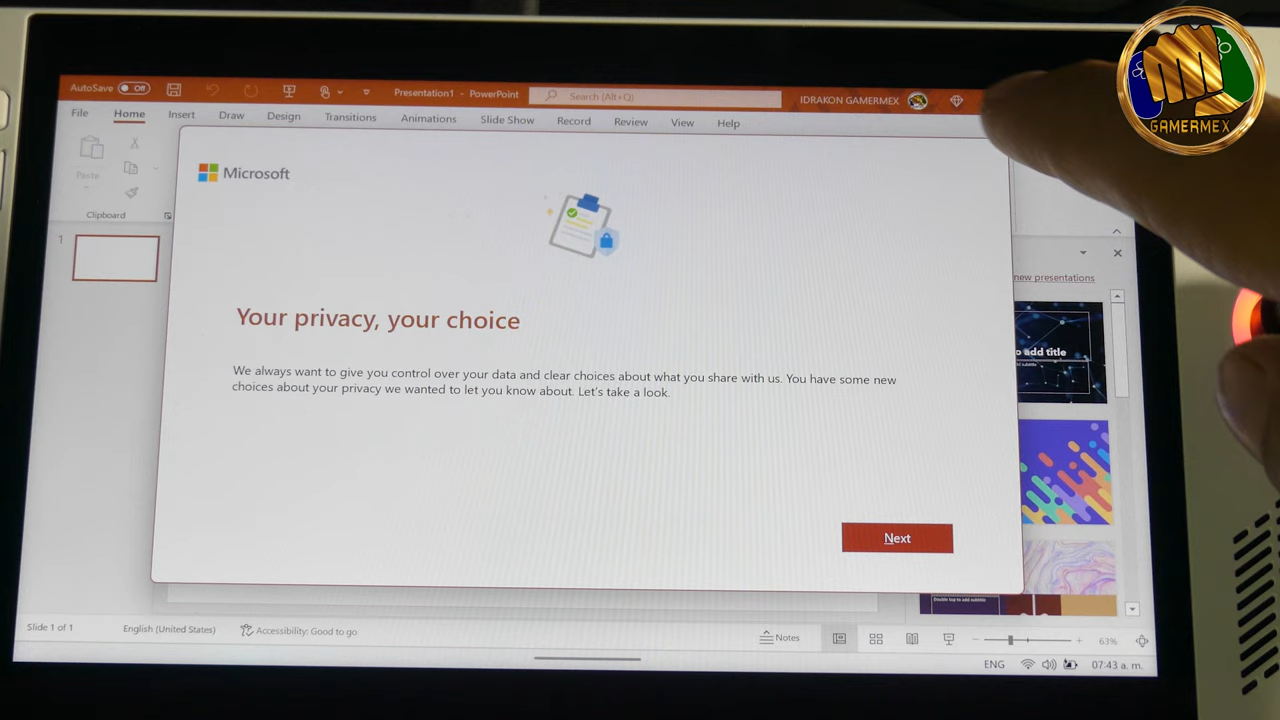 AutoSave Off Presentation1 - PowerPoint Search (Alt+Q) IDRAKON GAMERMEX
File Home Insert Draw Design Transitions Animations Slide Show Record Review View Help
GAMERMEX
Microsoft
Paste
Clipboard
1
new presentations
Your privacy, your choice
o add title
We always want to give you control over your data and clear choices about what you share with us. You have some new
choices about your privacy we wanted to let you know about. Let's take a look.
Next
Slide 1 of 1 English (United States) Accessibility: Good to go Notes 63%
ENG 07:43 a. m.